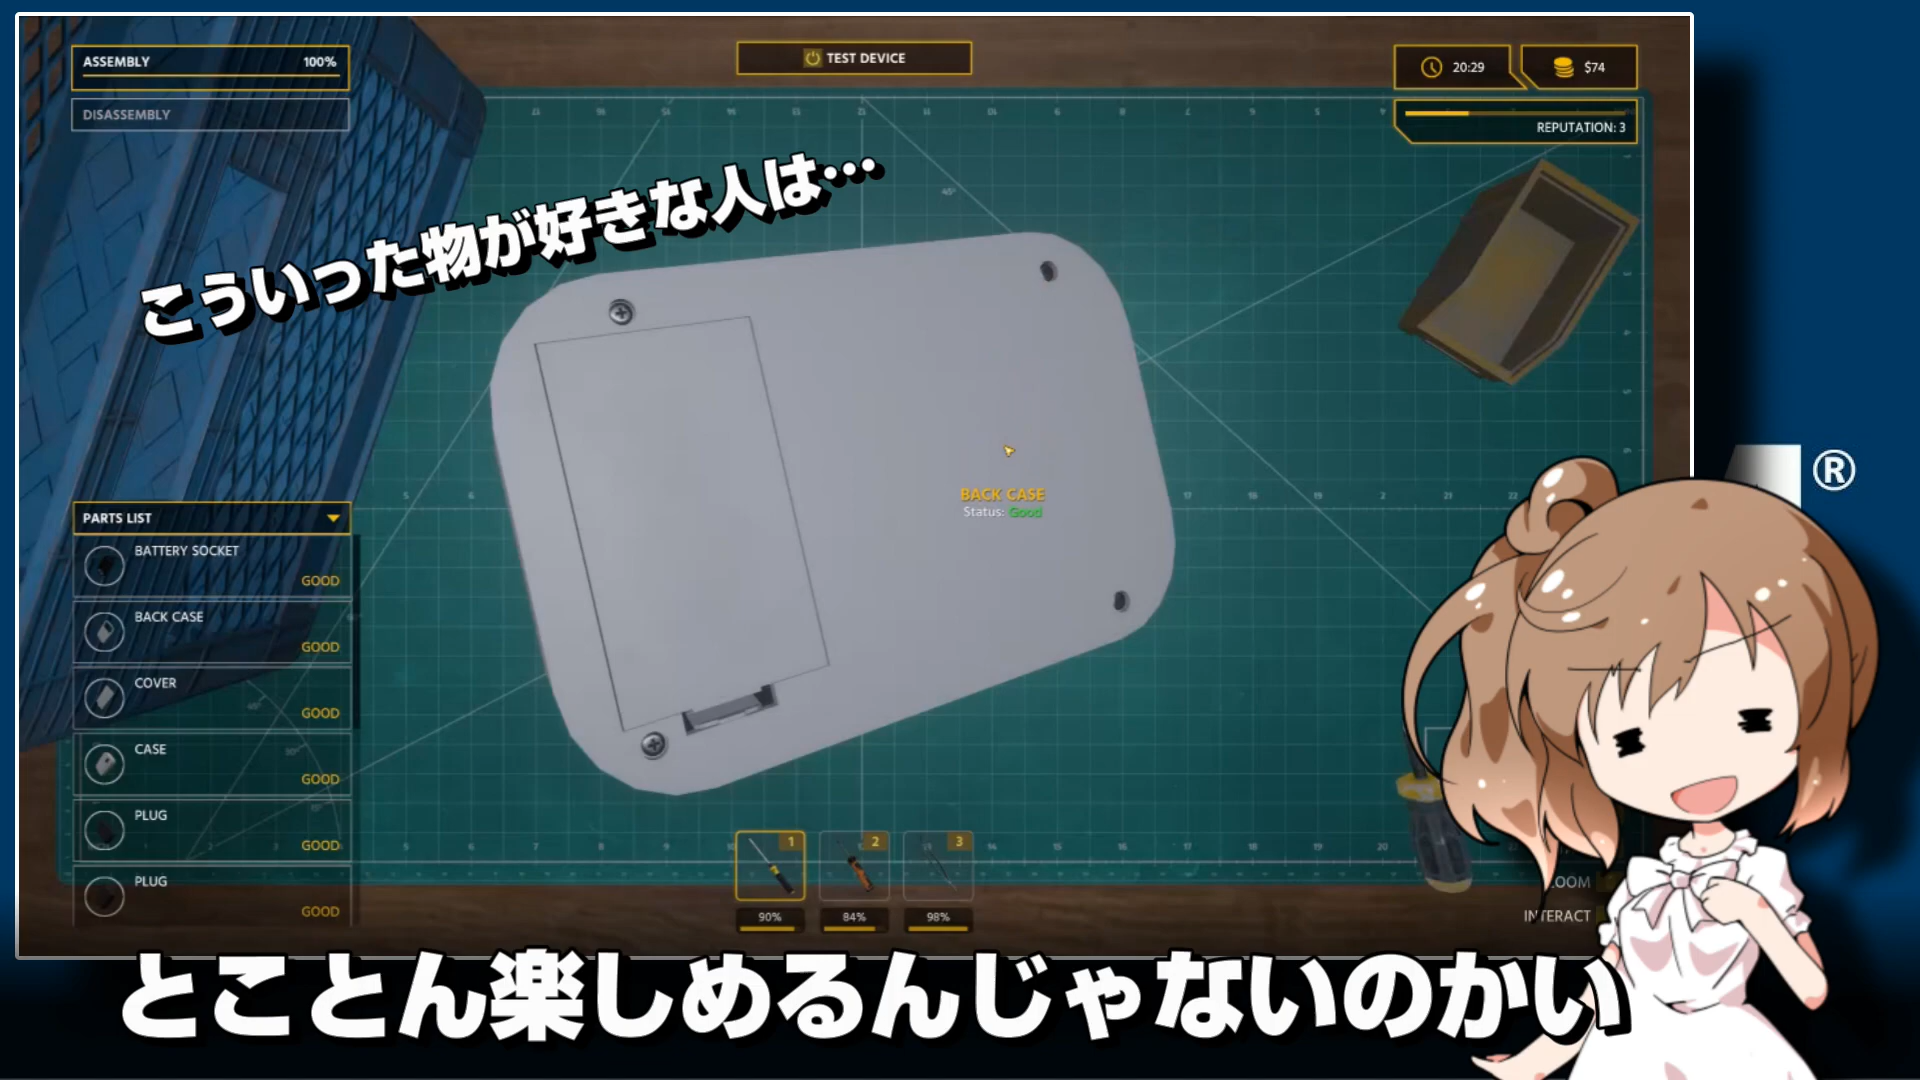 ASSEMBLY 100%
DISASSEMBLY
TEST DEVICE
20:29
$74
REPUTATION: 3
こういった物が好きな人は…
BACK CASE
Status: Good
PARTS LIST
BATTERY SOCKET
GOOD
BACK CASE
GOOD
COVER
GOOD
CASE
GOOD
PLUG
GOOD
PLUG
GOOD
1 2 3
90% 84% 98%
INTERACT
®
とことん楽しめるんじゃないのかい